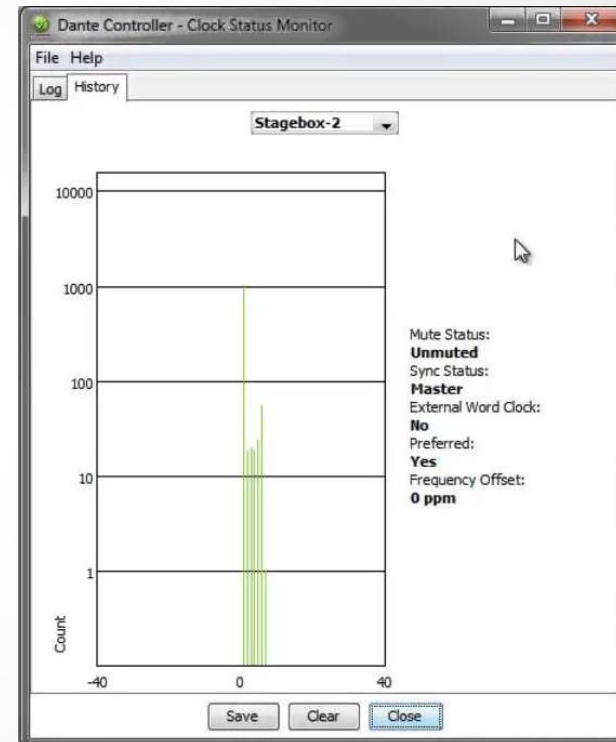 Dante Controller - Clock Status Monitor
File Help
Log History
Stagebox-2
10000
1000
100
10
1
Count
-40 0 40
Mute Status:
Unmuted
Sync Status:
Master
External Word Clock:
No
Preferred:
Yes
Frequency Offset:
0 ppm
Save Clear Close